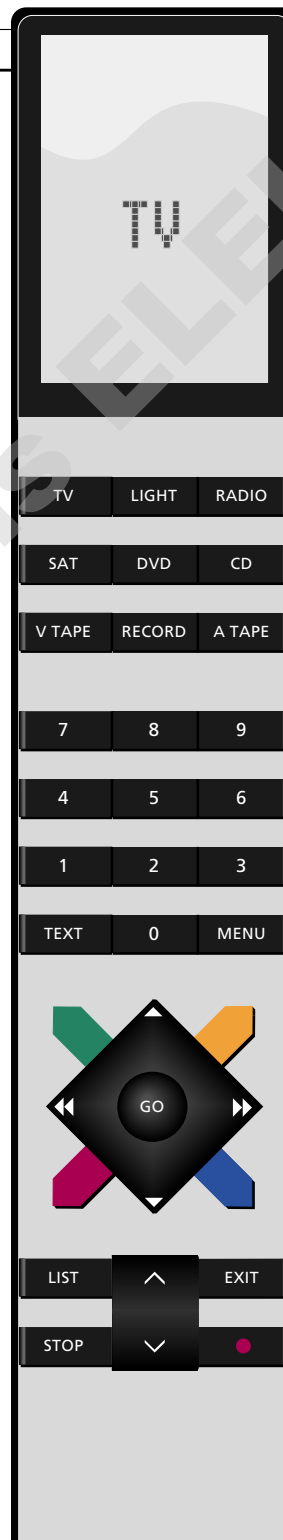 TV
TV LIGHT RADIO
SAT DVD CD
V TAPE RECORD A TAPE
7 8 9
4 5 6
1 2 3
TEXT 0 MENU
GO
LIST EXIT
STOP